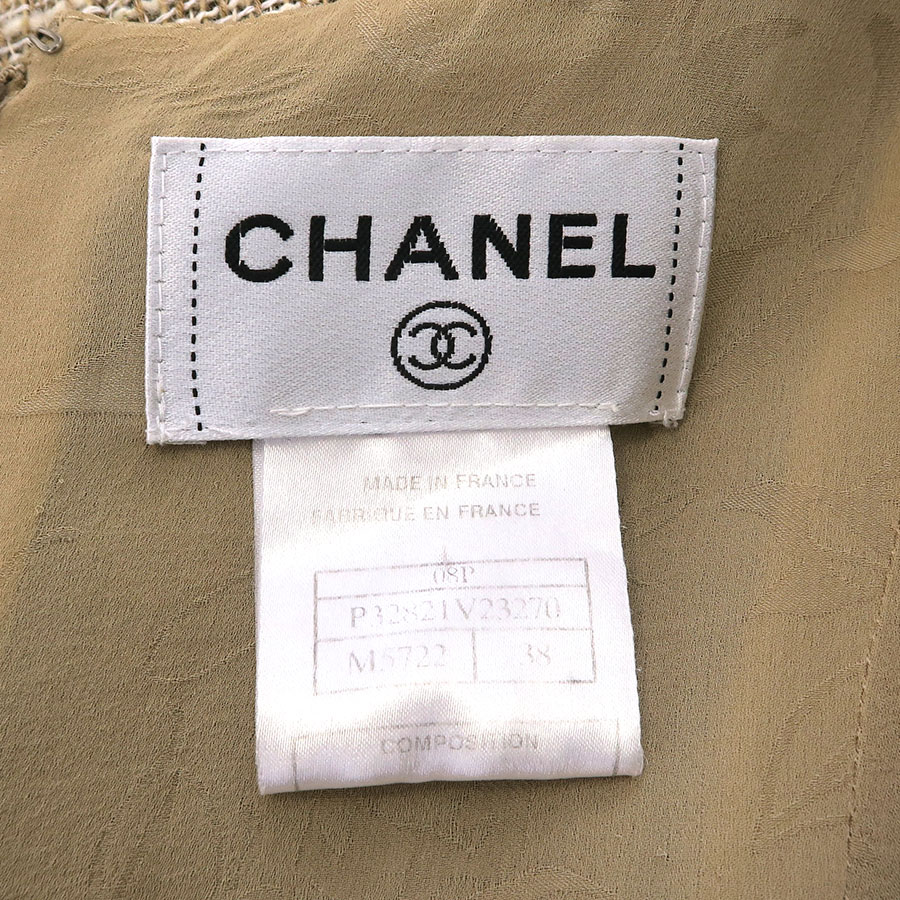 CHANEL
MADE IN FRANCE
FABRIQUE EN FRANCE
08P
P32821V23270
M5722 38
COMPOSITION